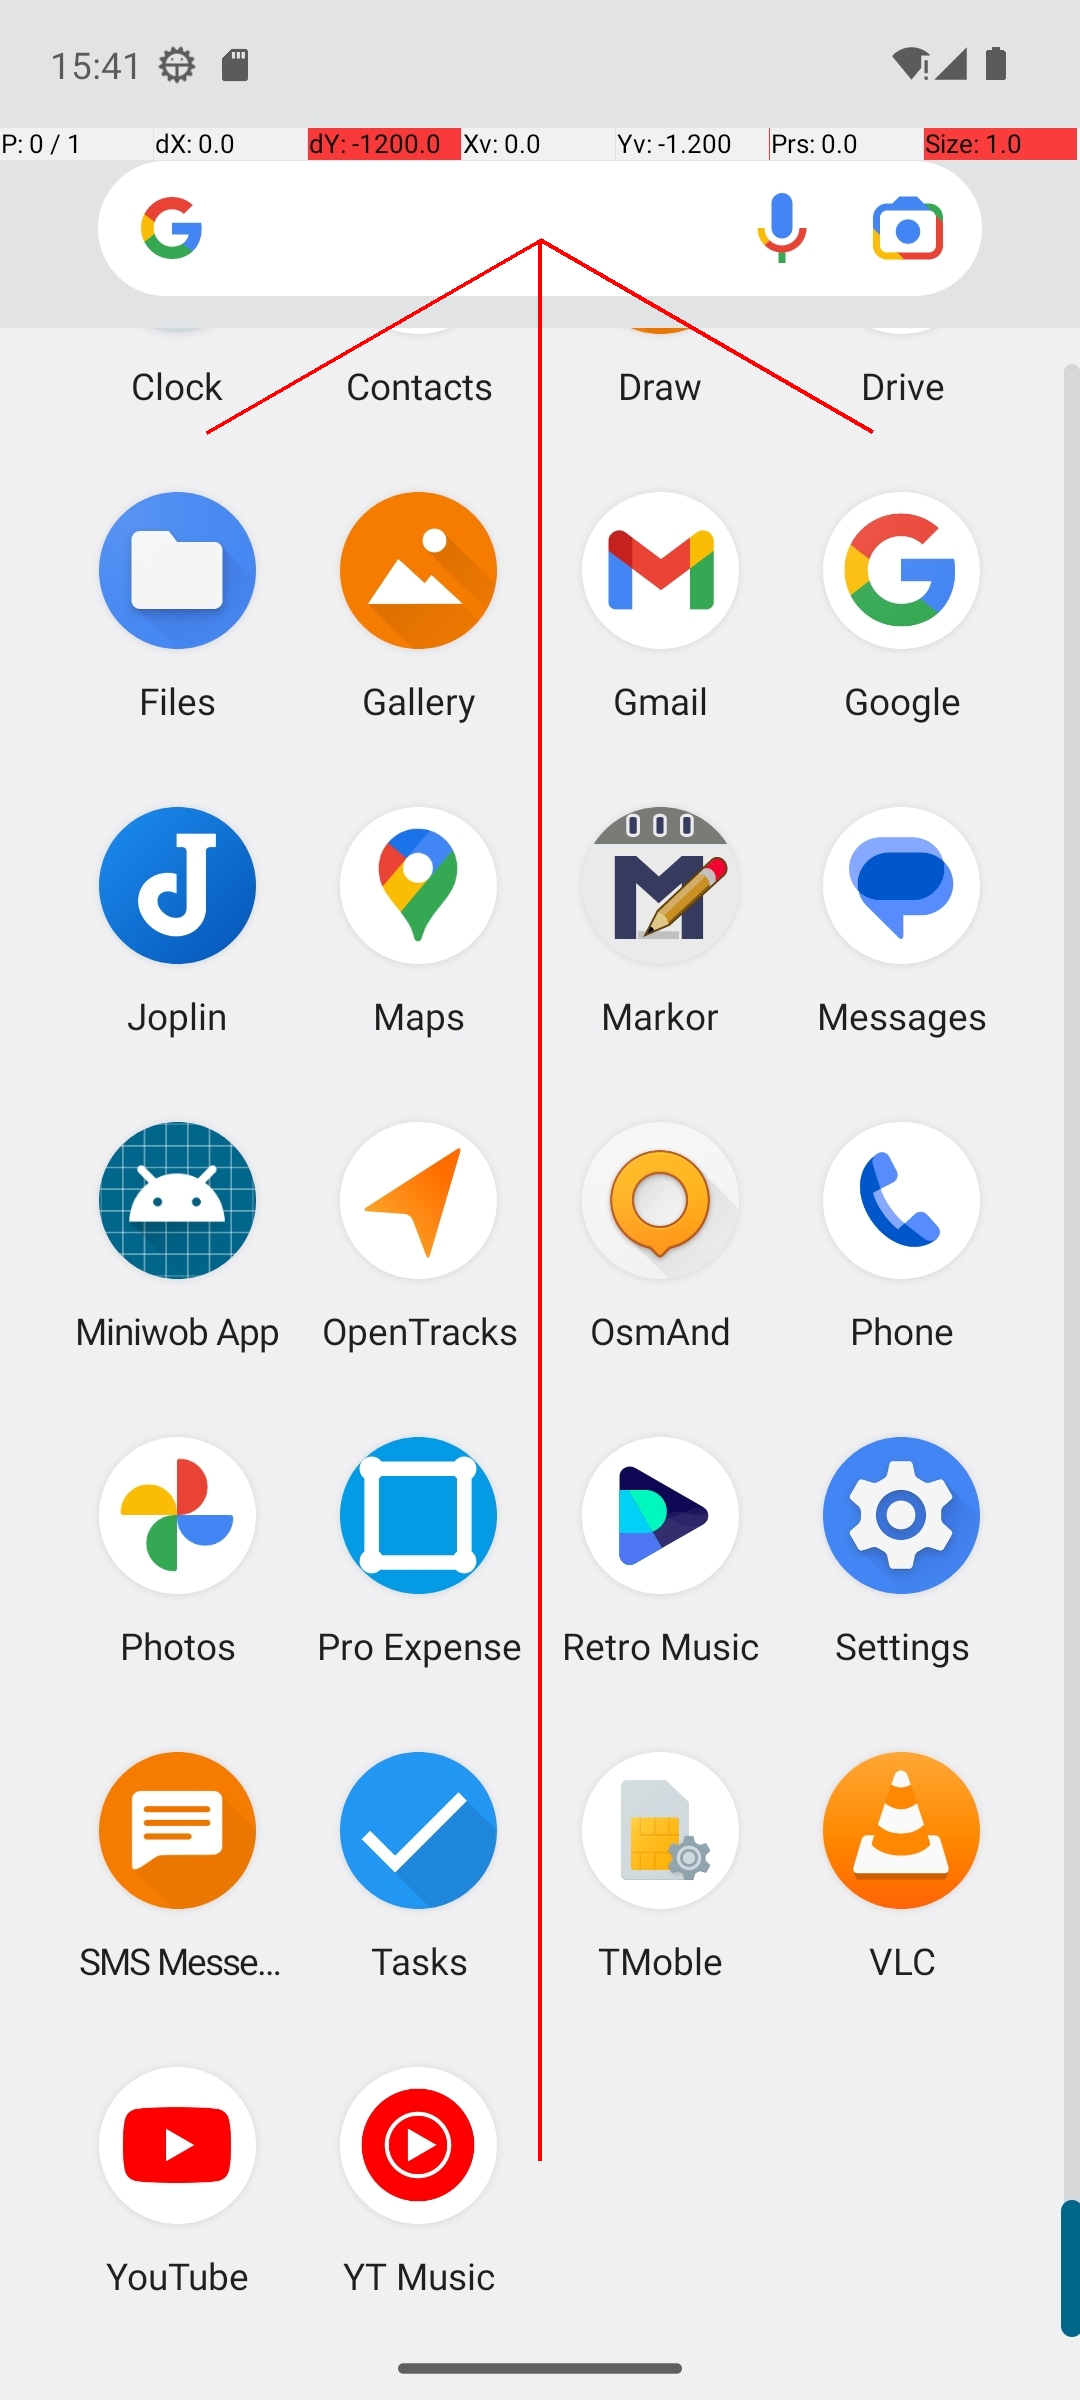 15:41
P: 0 / 1 dX: 0.0 dY: -1200.0 Xv: 0.0 Yv: -1.200 Prs: 0.0 Size: 1.0
Clock Contacts Draw Drive
Files Gallery Gmail Google
Joplin Maps Markor Messages
Miniwob App OpenTracks OsmAnd Phone
Photos Pro Expense Retro Music Settings
SMS Messe... Tasks TMoble VLC
YouTube YT Music